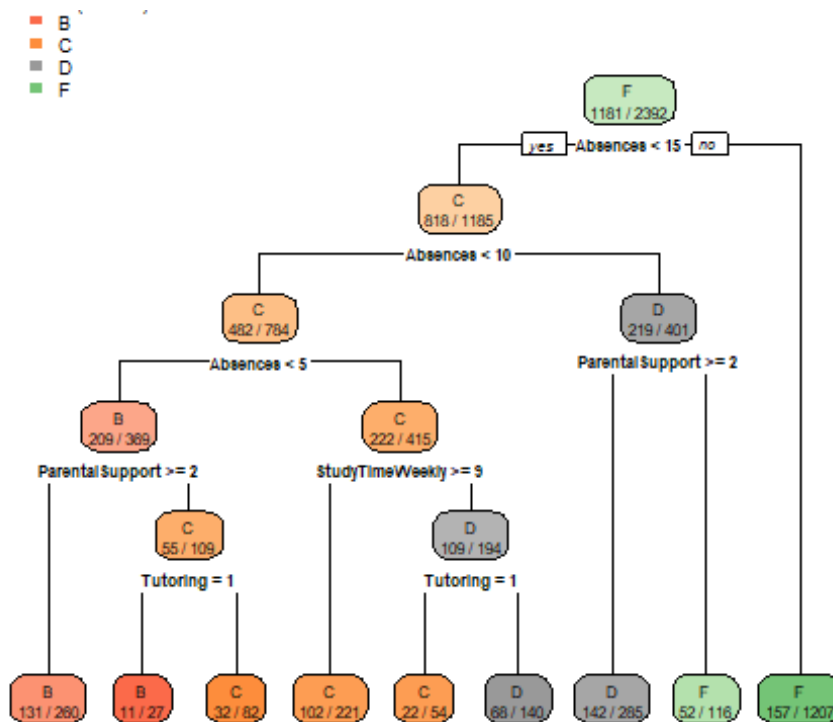 B
C
D
F
F
1181 / 2392
yes Absences < 15 no
C
818 / 1185
Absences < 10
C
482 / 784
D
219 / 401
Absences < 5
ParentalSupport >= 2
B
209 / 369
C
222 / 415
ParentalSupport >= 2
StudyTimeWeekly >= 9
C
55 / 109
D
109 / 194
Tutoring = 1
Tutoring = 1
B
131 / 260
B
11 / 27
C
32 / 82
C
102 / 221
C
22 / 54
D
68 / 140
D
142 / 285
F
52 / 116
F
157 / 1207